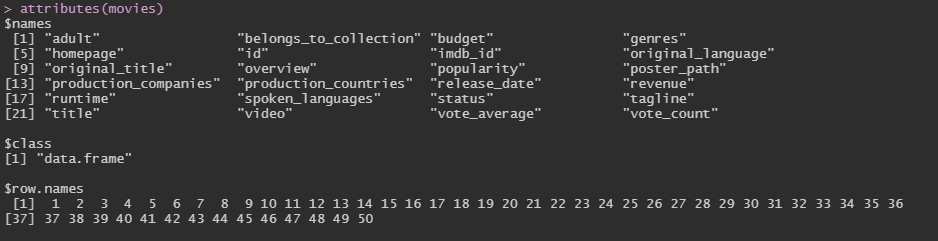 > attributes(movies)
$names
 [1] "adult"                 "belongs_to_collection" "budget"                "genres"
 [5] "homepage"              "id"                    "imdb_id"               "original_language"
 [9] "original_title"        "overview"              "popularity"            "poster_path"
[13] "production_companies"  "production_countries"  "release_date"          "revenue"
[17] "runtime"               "spoken_languages"      "status"                "tagline"
[21] "title"                 "video"                 "vote_average"          "vote_count"
$class
[1] "data.frame"
$row.names
 [1]  1  2  3  4  5  6  7  8  9 10 11 12 13 14 15 16 17 18 19 20 21 22 23 24 25 26 27 28 29 30 31 32 33 34 35 36
[37] 37 38 39 40 41 42 43 44 45 46 47 48 49 50